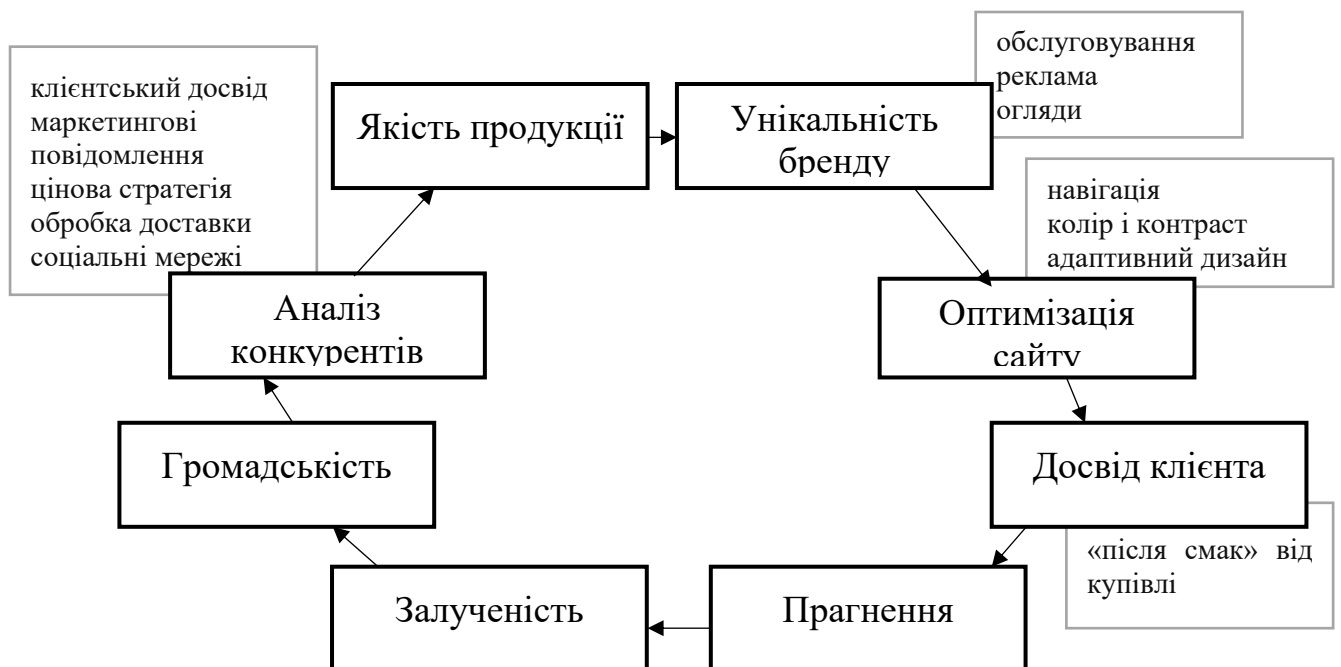 обслуговування
реклама
огляди
клієнтський досвід
маркетингові
повідомлення
цінова стратегія
обробка доставки
соціальні мережі
Якість продукції
Унікальність
бренду
навігація
колір і контраст
адаптивний дизайн
Аналіз
конкурентів
Оптимізація
сайту
Громадськість
Досвід клієнта
«після смак» від
купівлі
Залученість
Прагнення